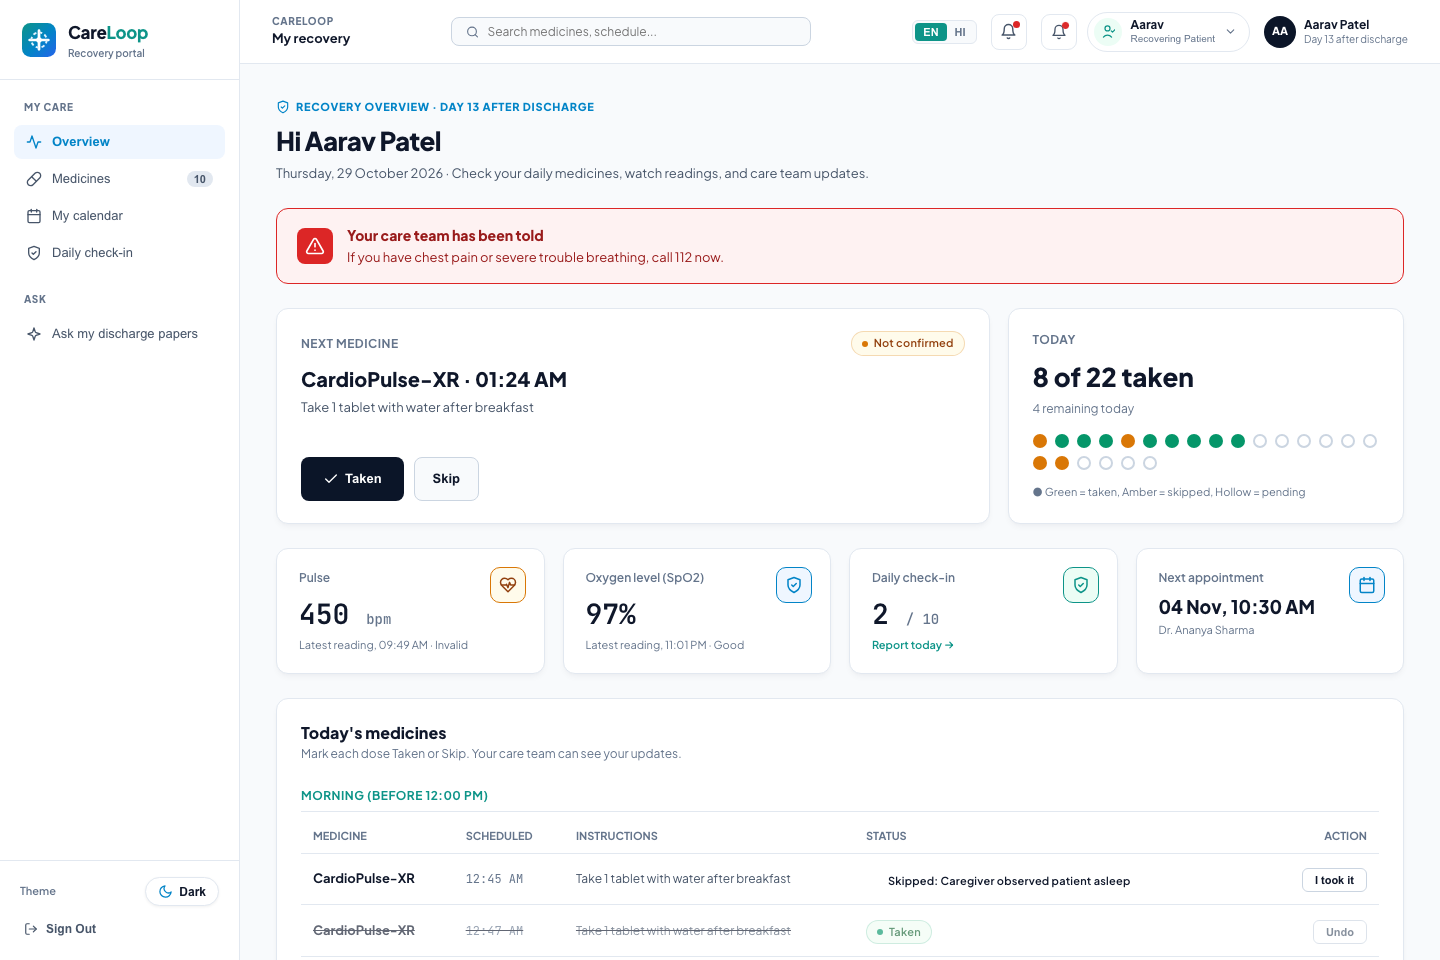 CareLoop
Recovery portal
MY CARE
Overview
Medicines
10
My calendar
Daily check-in
ASK
Ask my discharge papers
Theme
Dark
Sign Out
CARELOOP
My recovery
Search medicines, schedule...
EN
HI
Aarav
Recovering Patient
AA
Aarav Patel
Day 13 after discharge
RECOVERY OVERVIEW · DAY 13 AFTER DISCHARGE
Hi Aarav Patel
Thursday, 29 October 2026 · Check your daily medicines, watch readings, and care team updates.
Your care team has been told
If you have chest pain or severe trouble breathing, call 112 now.
NEXT MEDICINE
Not confirmed
CardioPulse-XR · 01:24 AM
Take 1 tablet with water after breakfast
Taken
Skip
TODAY
8 of 22 taken
4 remaining today
Green = taken, Amber = skipped, Hollow = pending
Pulse
450 bpm
Latest reading, 09:49 AM · Invalid
Oxygen level (SpO2)
97%
Latest reading, 11:01 PM · Good
Daily check-in
2 / 10
Report today →
Next appointment
04 Nov, 10:30 AM
Dr. Ananya Sharma
Today's medicines
Mark each dose Taken or Skip. Your care team can see your updates.
MORNING (BEFORE 12:00 PM)
MEDICINE SCHEDULED INSTRUCTIONS STATUS ACTION
CardioPulse-XR 12:45 AM Take 1 tablet with water after breakfast Skipped: Caregiver observed patient asleep I took it
CardioPulse-XR 12:47 AM Take 1 tablet with water after breakfast Taken Undo